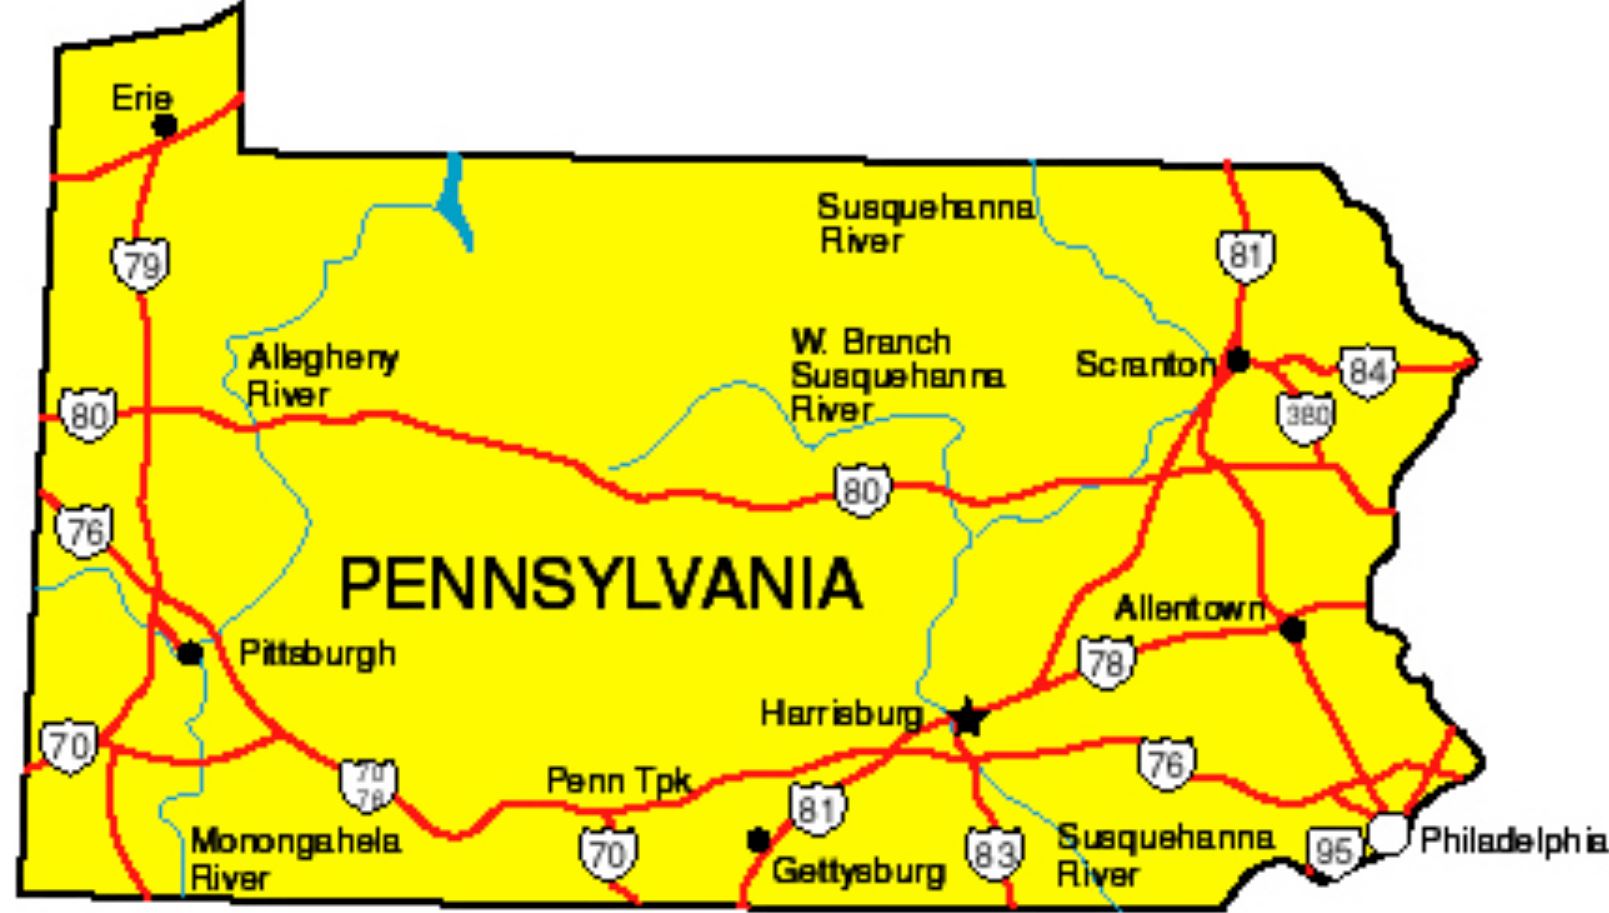 Erie
79
Susquehanna
River
81
Allegheny
River
W. Branch
Susquehanna
River
Scranton
84
80
380
76
80
PENNSYLVANIA
Allentown
Pittsburgh
78
Harrisburg
70
76
70
76
Penn Tpk
81
Monongahela
River
70
Gettysburg
83
Susquehanna
River
95
Philadelphia